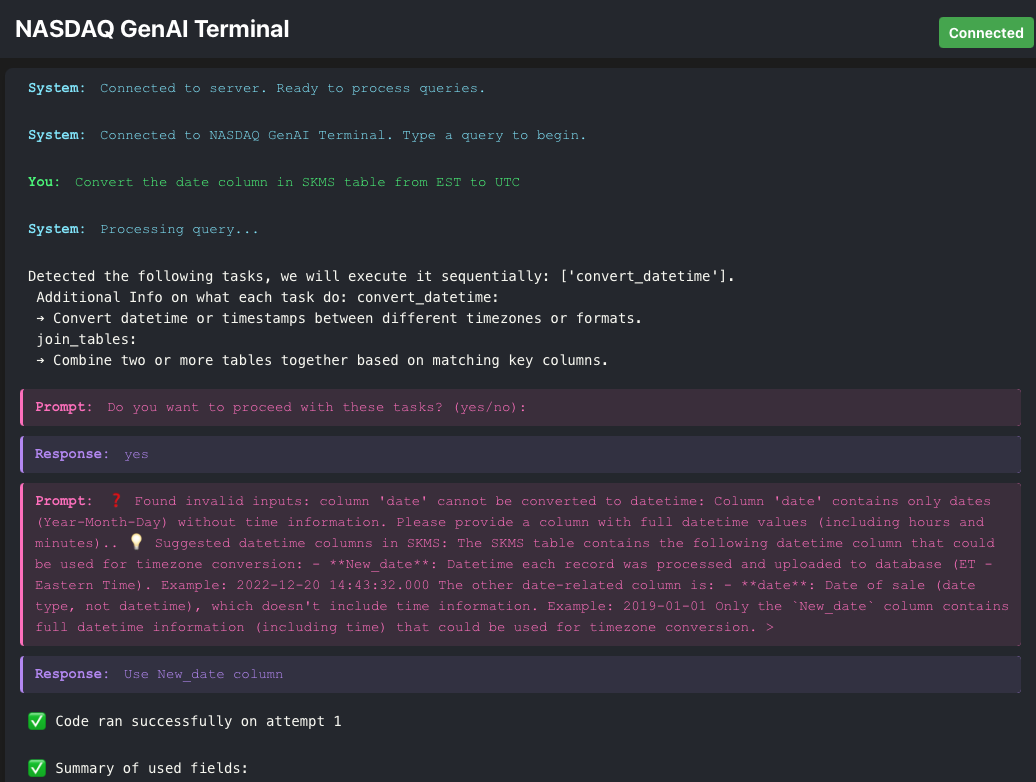 NASDAQ GenAI Terminal
Connected
System: Connected to server. Ready to process queries.
System: Connected to NASDAQ GenAI Terminal. Type a query to begin.
You: Convert the date column in SKMS table from EST to UTC
System: Processing query...
Detected the following tasks, we will execute it sequentially: ['convert_datetime'].
Additional Info on what each task do: convert_datetime:
→ Convert datetime or timestamps between different timezones or formats.
join_tables:
→ Combine two or more tables together based on matching key columns.
Prompt: Do you want to proceed with these tasks? (yes/no):
Response: yes
Prompt: ❓ Found invalid inputs: column 'date' cannot be converted to datetime: Column 'date' contains only dates
(Year-Month-Day) without time information. Please provide a column with full datetime values (including hours and
minutes).. 💡 Suggested datetime columns in SKMS: The SKMS table contains the following datetime column that could
be used for timezone conversion: - **New_date**: Datetime each record was processed and uploaded to database (ET -
Eastern Time). Example: 2022-12-20 14:43:32.000 The other date-related column is: - **date**: Date of sale (date
type, not datetime), which doesn't include time information. Example: 2019-01-01 Only the `New_date` column contains
full datetime information (including time) that could be used for timezone conversion. >
Response: Use New_date column
✅ Code ran successfully on attempt 1
✅ Summary of used fields: